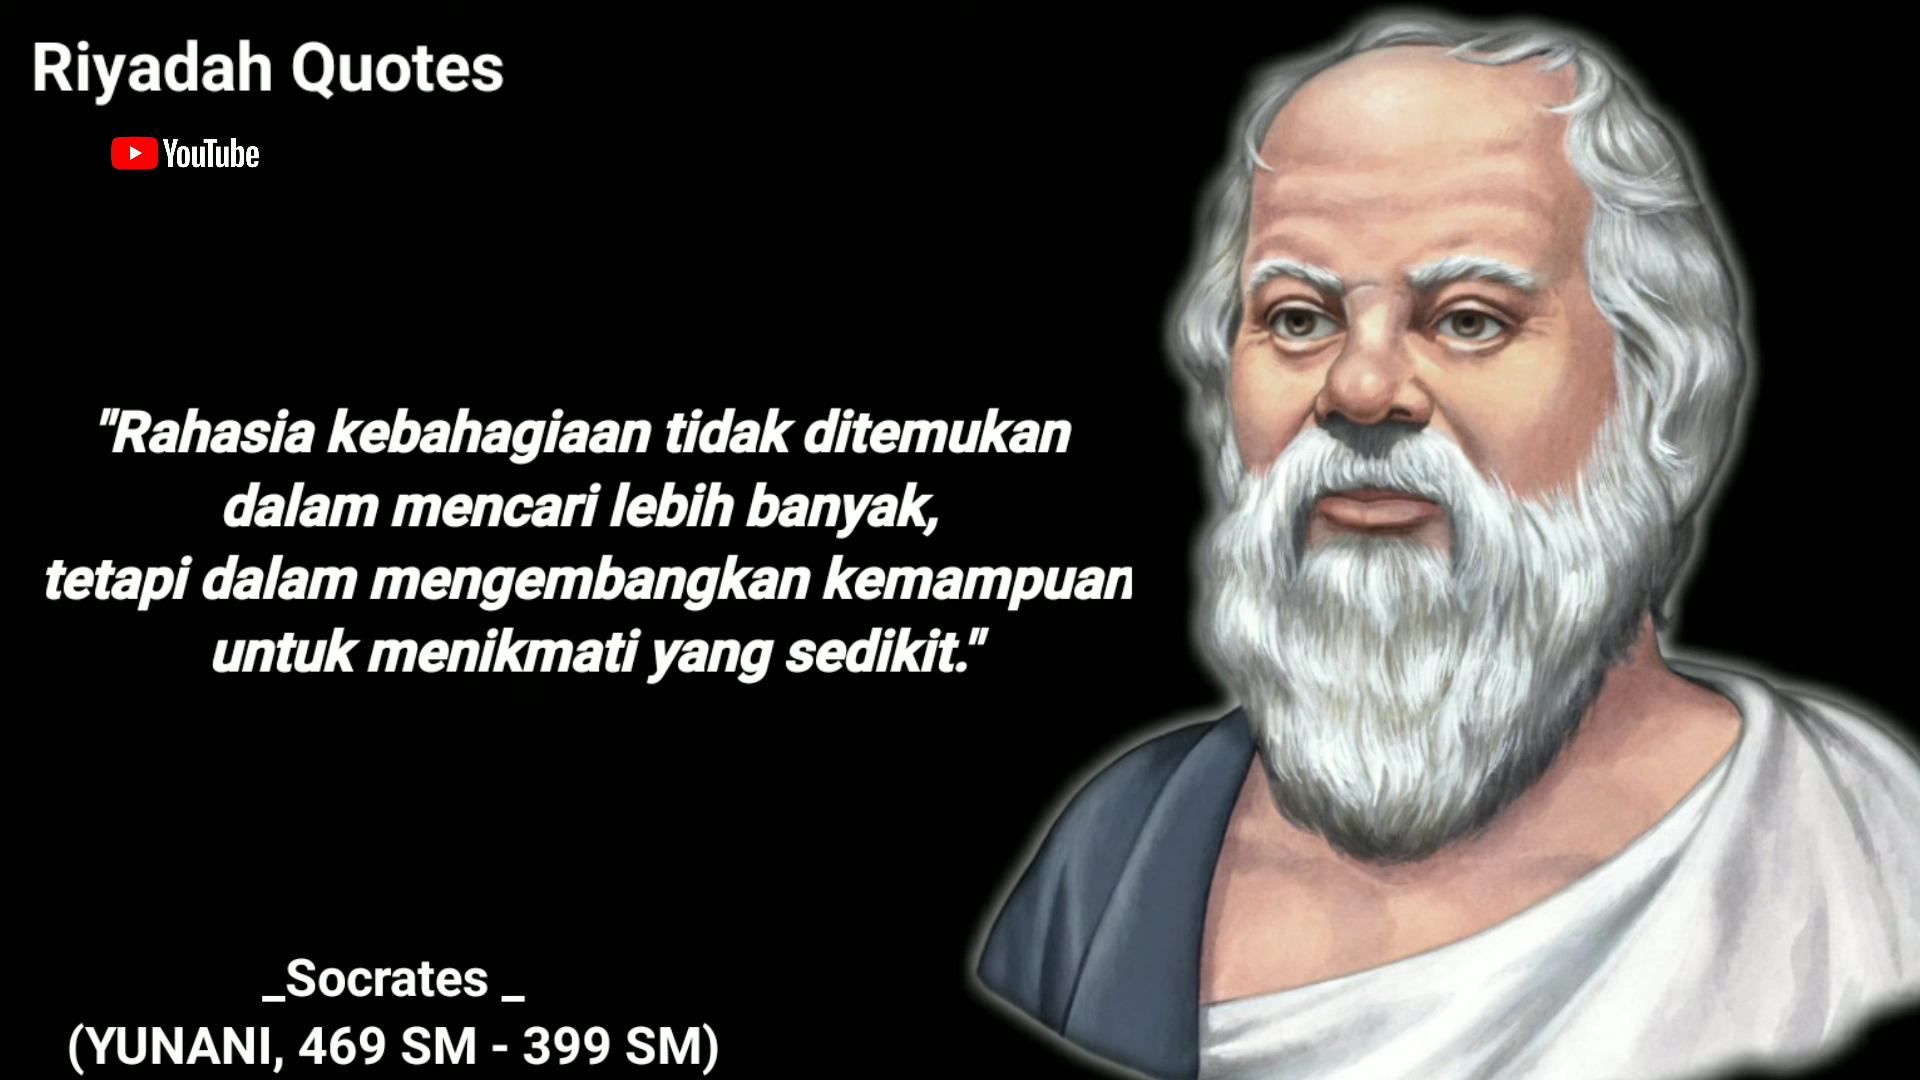 Riyadah Quotes
YouTube
"Rahasia kebahagiaan tidak ditemukan
dalam mencari lebih banyak,
tetapi dalam mengembangkan kemampuan
untuk menikmati yang sedikit."
_Socrates _
(YUNANI, 469 SM - 399 SM)